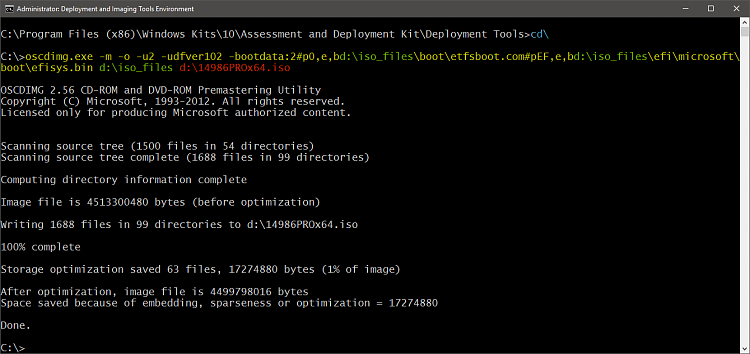 Administrator: Deployment and Imaging Tools Environment
C:\Program Files (x86)\Windows Kits\10\Assessment and Deployment Kit\Deployment Tools>cd\
C:\>oscdimg.exe -m -o -u2 -udfver102 -bootdata:2#p0,e,bd:\iso_files\boot\etfsboot.com#pEF,e,bd:\iso_files\efi\microsoft\
boot\efisys.bin d:\iso_files d:\14986PROx64.iso
OSCDIMG 2.56 CD-ROM and DVD-ROM Premastering Utility
Copyright (C) Microsoft, 1993-2012. All rights reserved.
Licensed only for producing Microsoft authorized content.
Scanning source tree (1500 files in 54 directories)
Scanning source tree complete (1688 files in 99 directories)
Computing directory information complete
Image file is 4513300480 bytes (before optimization)
Writing 1688 files in 99 directories to d:\14986PROx64.iso
100% complete
Storage optimization saved 63 files, 17274880 bytes (1% of image)
After optimization, image file is 4499798016 bytes
Space saved because of embedding, sparseness or optimization = 17274880
Done.
C:\>